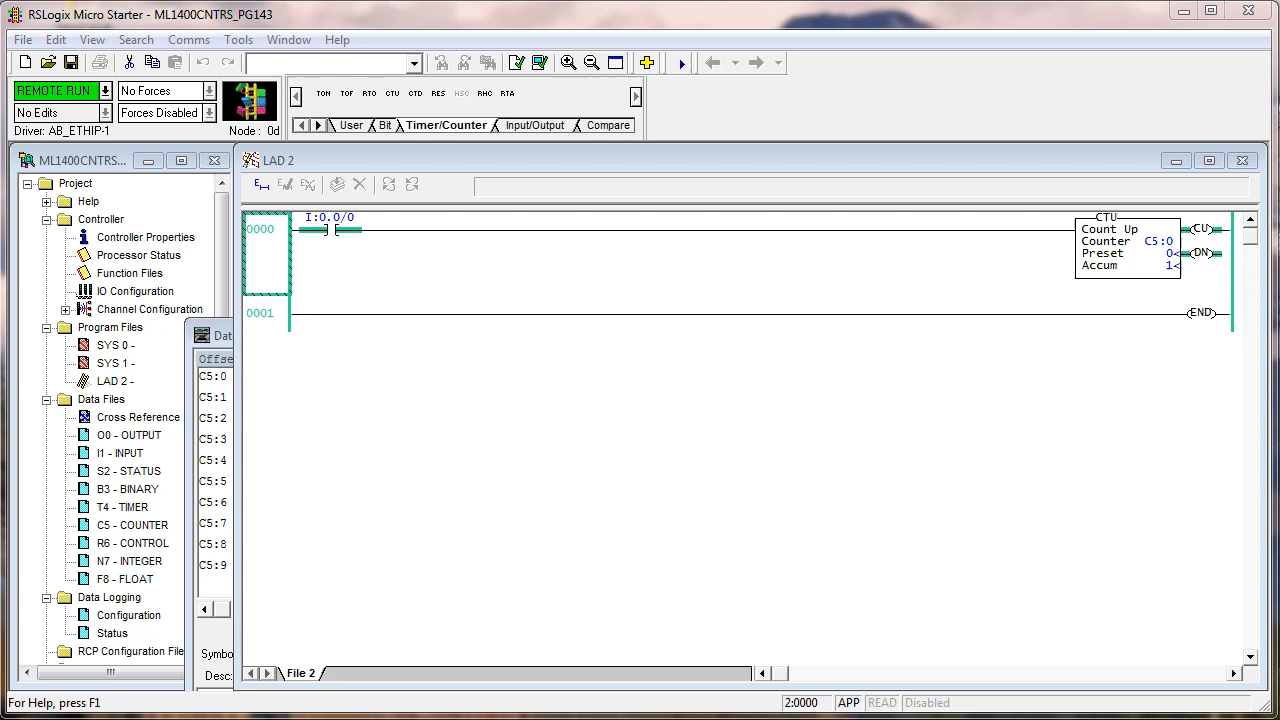 RSLogix Micro Starter - ML1400CNTRS_PG143
File Edit View Search Comms Tools Window Help
REMOTE RUN No Forces
No Edits Forces Disabled
Driver: AB_ETHIP-1 Node : 0d
TON TOF RTO CTU CTD RES HSC RHC RTA
User Bit Timer/Counter Input/Output Compare
ML1400CNTRS...
Project
Help
Controller
Controller Properties
Processor Status
Function Files
IO Configuration
Channel Configuration
Program Files
SYS 0 -
SYS 1 -
LAD 2 -
Data Files
Cross Reference
O0 - OUTPUT
I1 - INPUT
S2 - STATUS
B3 - BINARY
T4 - TIMER
C5 - COUNTER
R6 - CONTROL
N7 - INTEGER
F8 - FLOAT
Data Logging
Configuration
Status
RCP Configuration File
Dat
Offse
C5:0
C5:1
C5:2
C5:3
C5:4
C5:5
C5:6
C5:7
C5:8
C5:9
Symbo
Desc:
LAD 2
0000
I:0.0/0
CTU
Count Up
Counter C5:0
Preset 0<
Accum 1<
CU
DN
0001
END
File 2
For Help, press F1
2:0000 APP READ Disabled